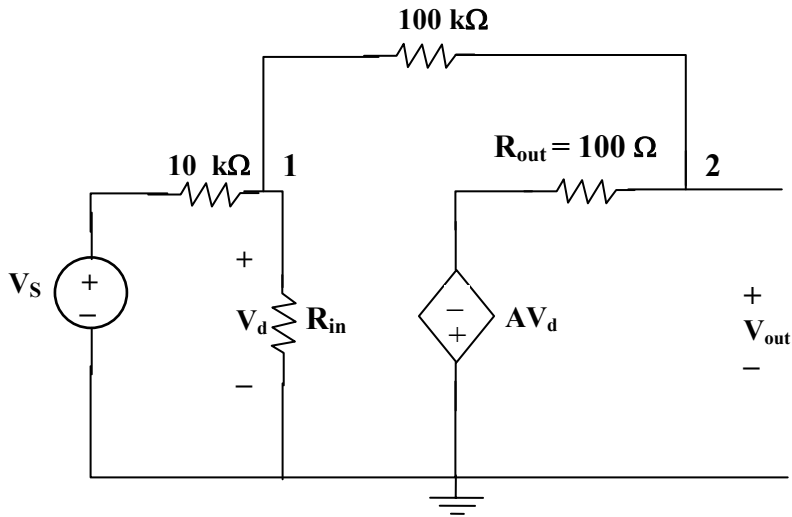 100 kΩ
R_out = 100 Ω
10 kΩ
1
2
V_S
+
−
+
V_d
−
R_in
−
+
AV_d
+
V_out
−